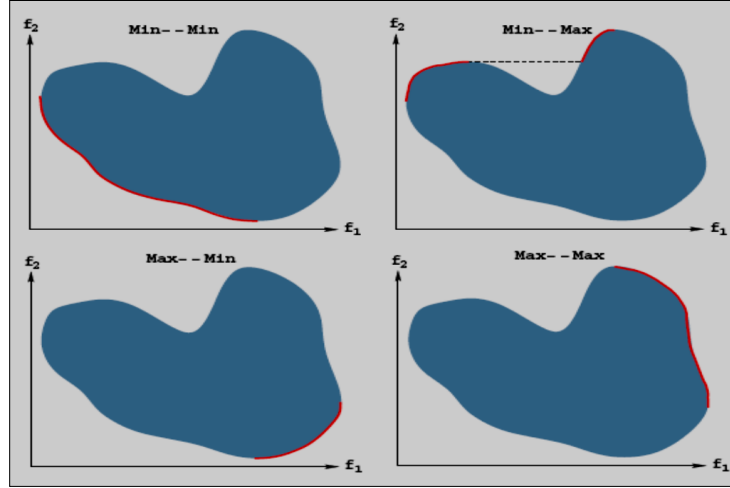 f₂
Min--Min
f₁
f₂
Min--Max
f₁
f₂
Max--Min
f₁
f₂
Max--Max
f₁